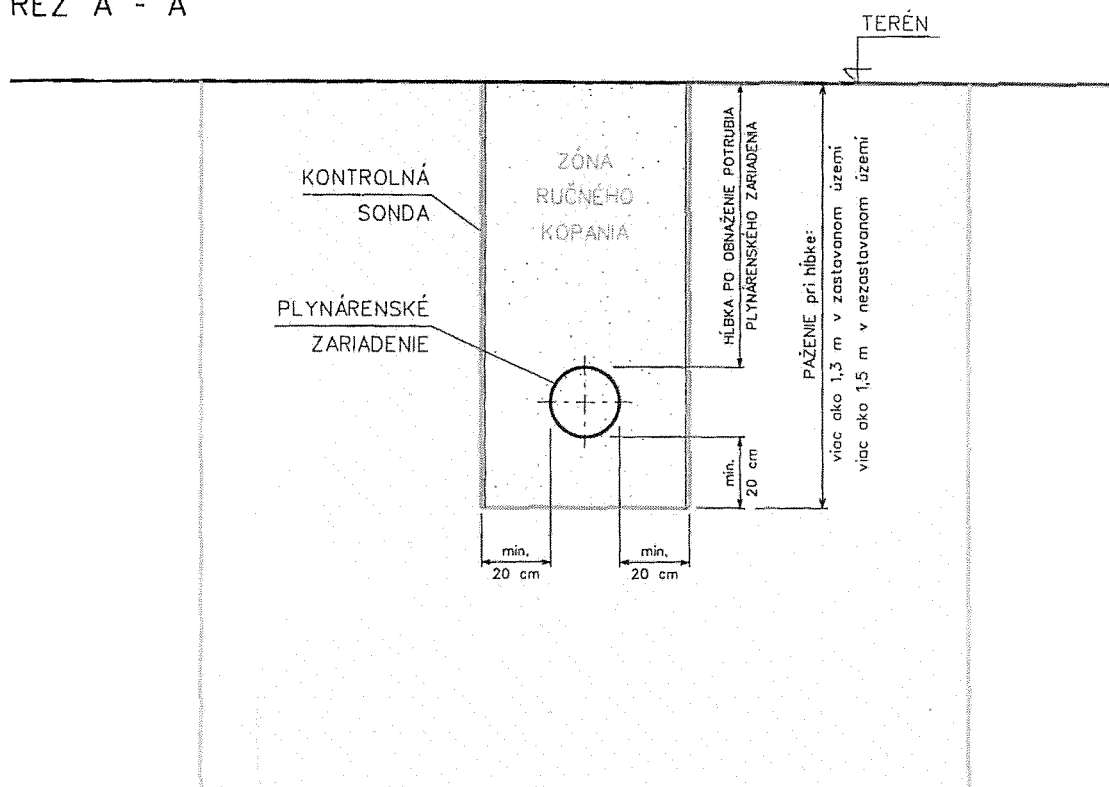 REZ A - A
TERÉN
KONTROLNÁ
SONDA
ZÓNA
RUČNÉHO
KOPANIA
PLYNÁRENSKÉ
ZARIADENIE
HĹBKA PO OBNAŽENIE POTRUBIA
PLYNÁRENSKÉHO ZARIADENIA
PAŽENIE pri hĺbke:
viac ako 1,3 m v zastavanom území
viac ako 1,5 m v nezastavanom území
min.
20 cm
min.
20 cm
min.
20 cm